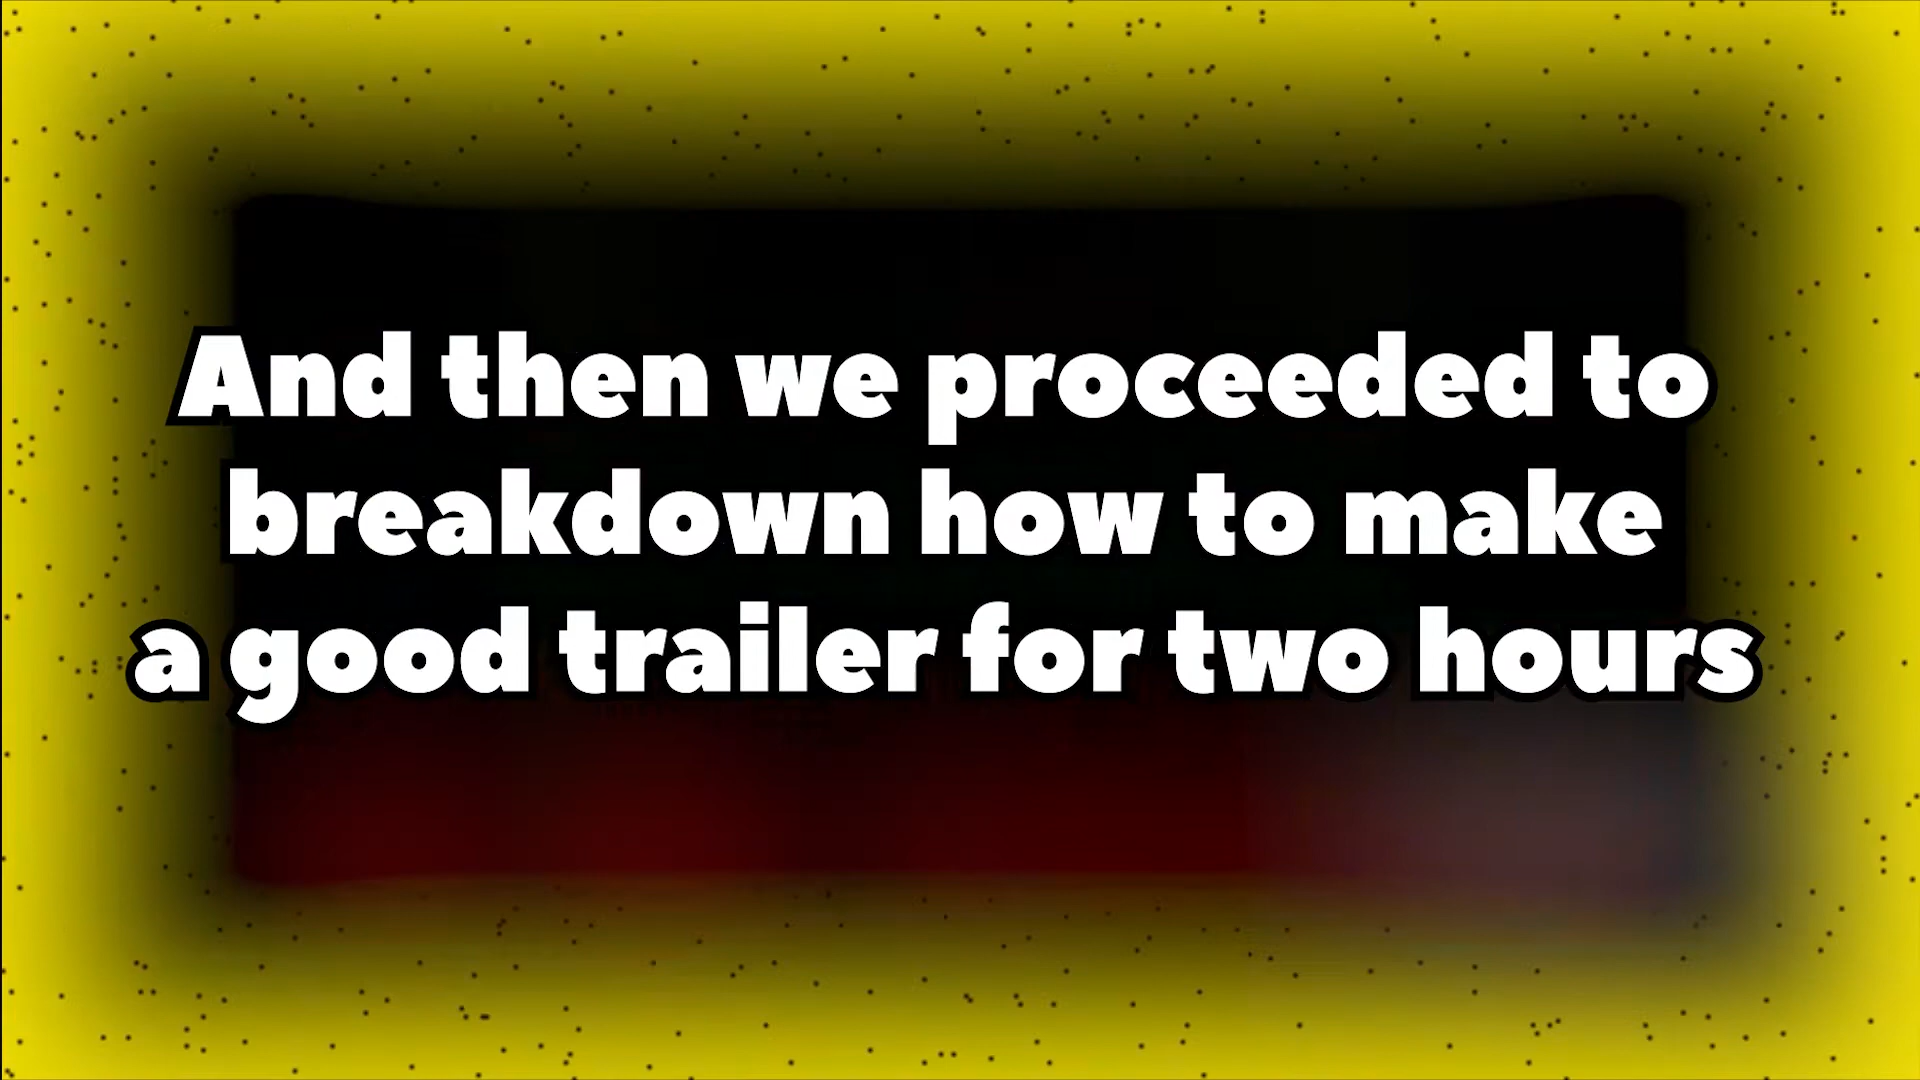 And then we proceeded to
breakdown how to make
a good trailer for two hours